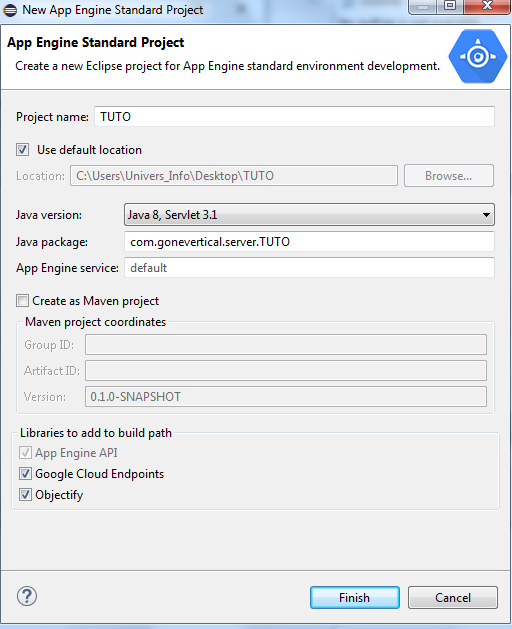 New App Engine Standard Project
App Engine Standard Project
Create a new Eclipse project for App Engine standard environment development.
Project name: TUTO
Use default location
Location: C:\Users\Univers_Info\Desktop\TUTO Browse...
Java version: Java 8, Servlet 3.1
Java package: com.gonevertical.server.TUTO
App Engine service: default
Create as Maven project
Maven project coordinates
Group ID:
Artifact ID:
Version: 0.1.0-SNAPSHOT
Libraries to add to build path
App Engine API
Google Cloud Endpoints
Objectify
? Finish Cancel